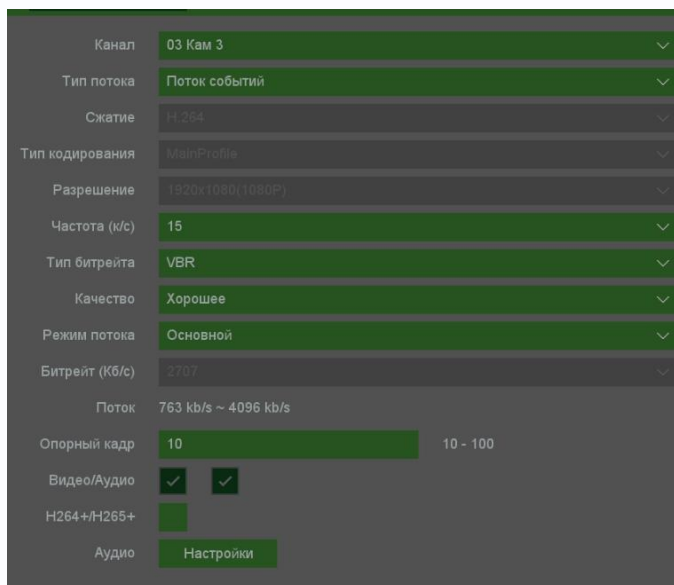 Канал 03 Кам 3
Тип потока Поток событий
Сжатие H.264
Тип кодирования MainProfile
Разрешение 1920x1080(1080P)
Частота (к/с) 15
Тип битрейта VBR
Качество Хорошее
Режим потока Основной
Битрейт (Кб/с) 2707
Поток 763 kb/s ~ 4096 kb/s
Опорный кадр 10 10 - 100
Видео/Аудио
H264+/H265+
Аудио Настройки